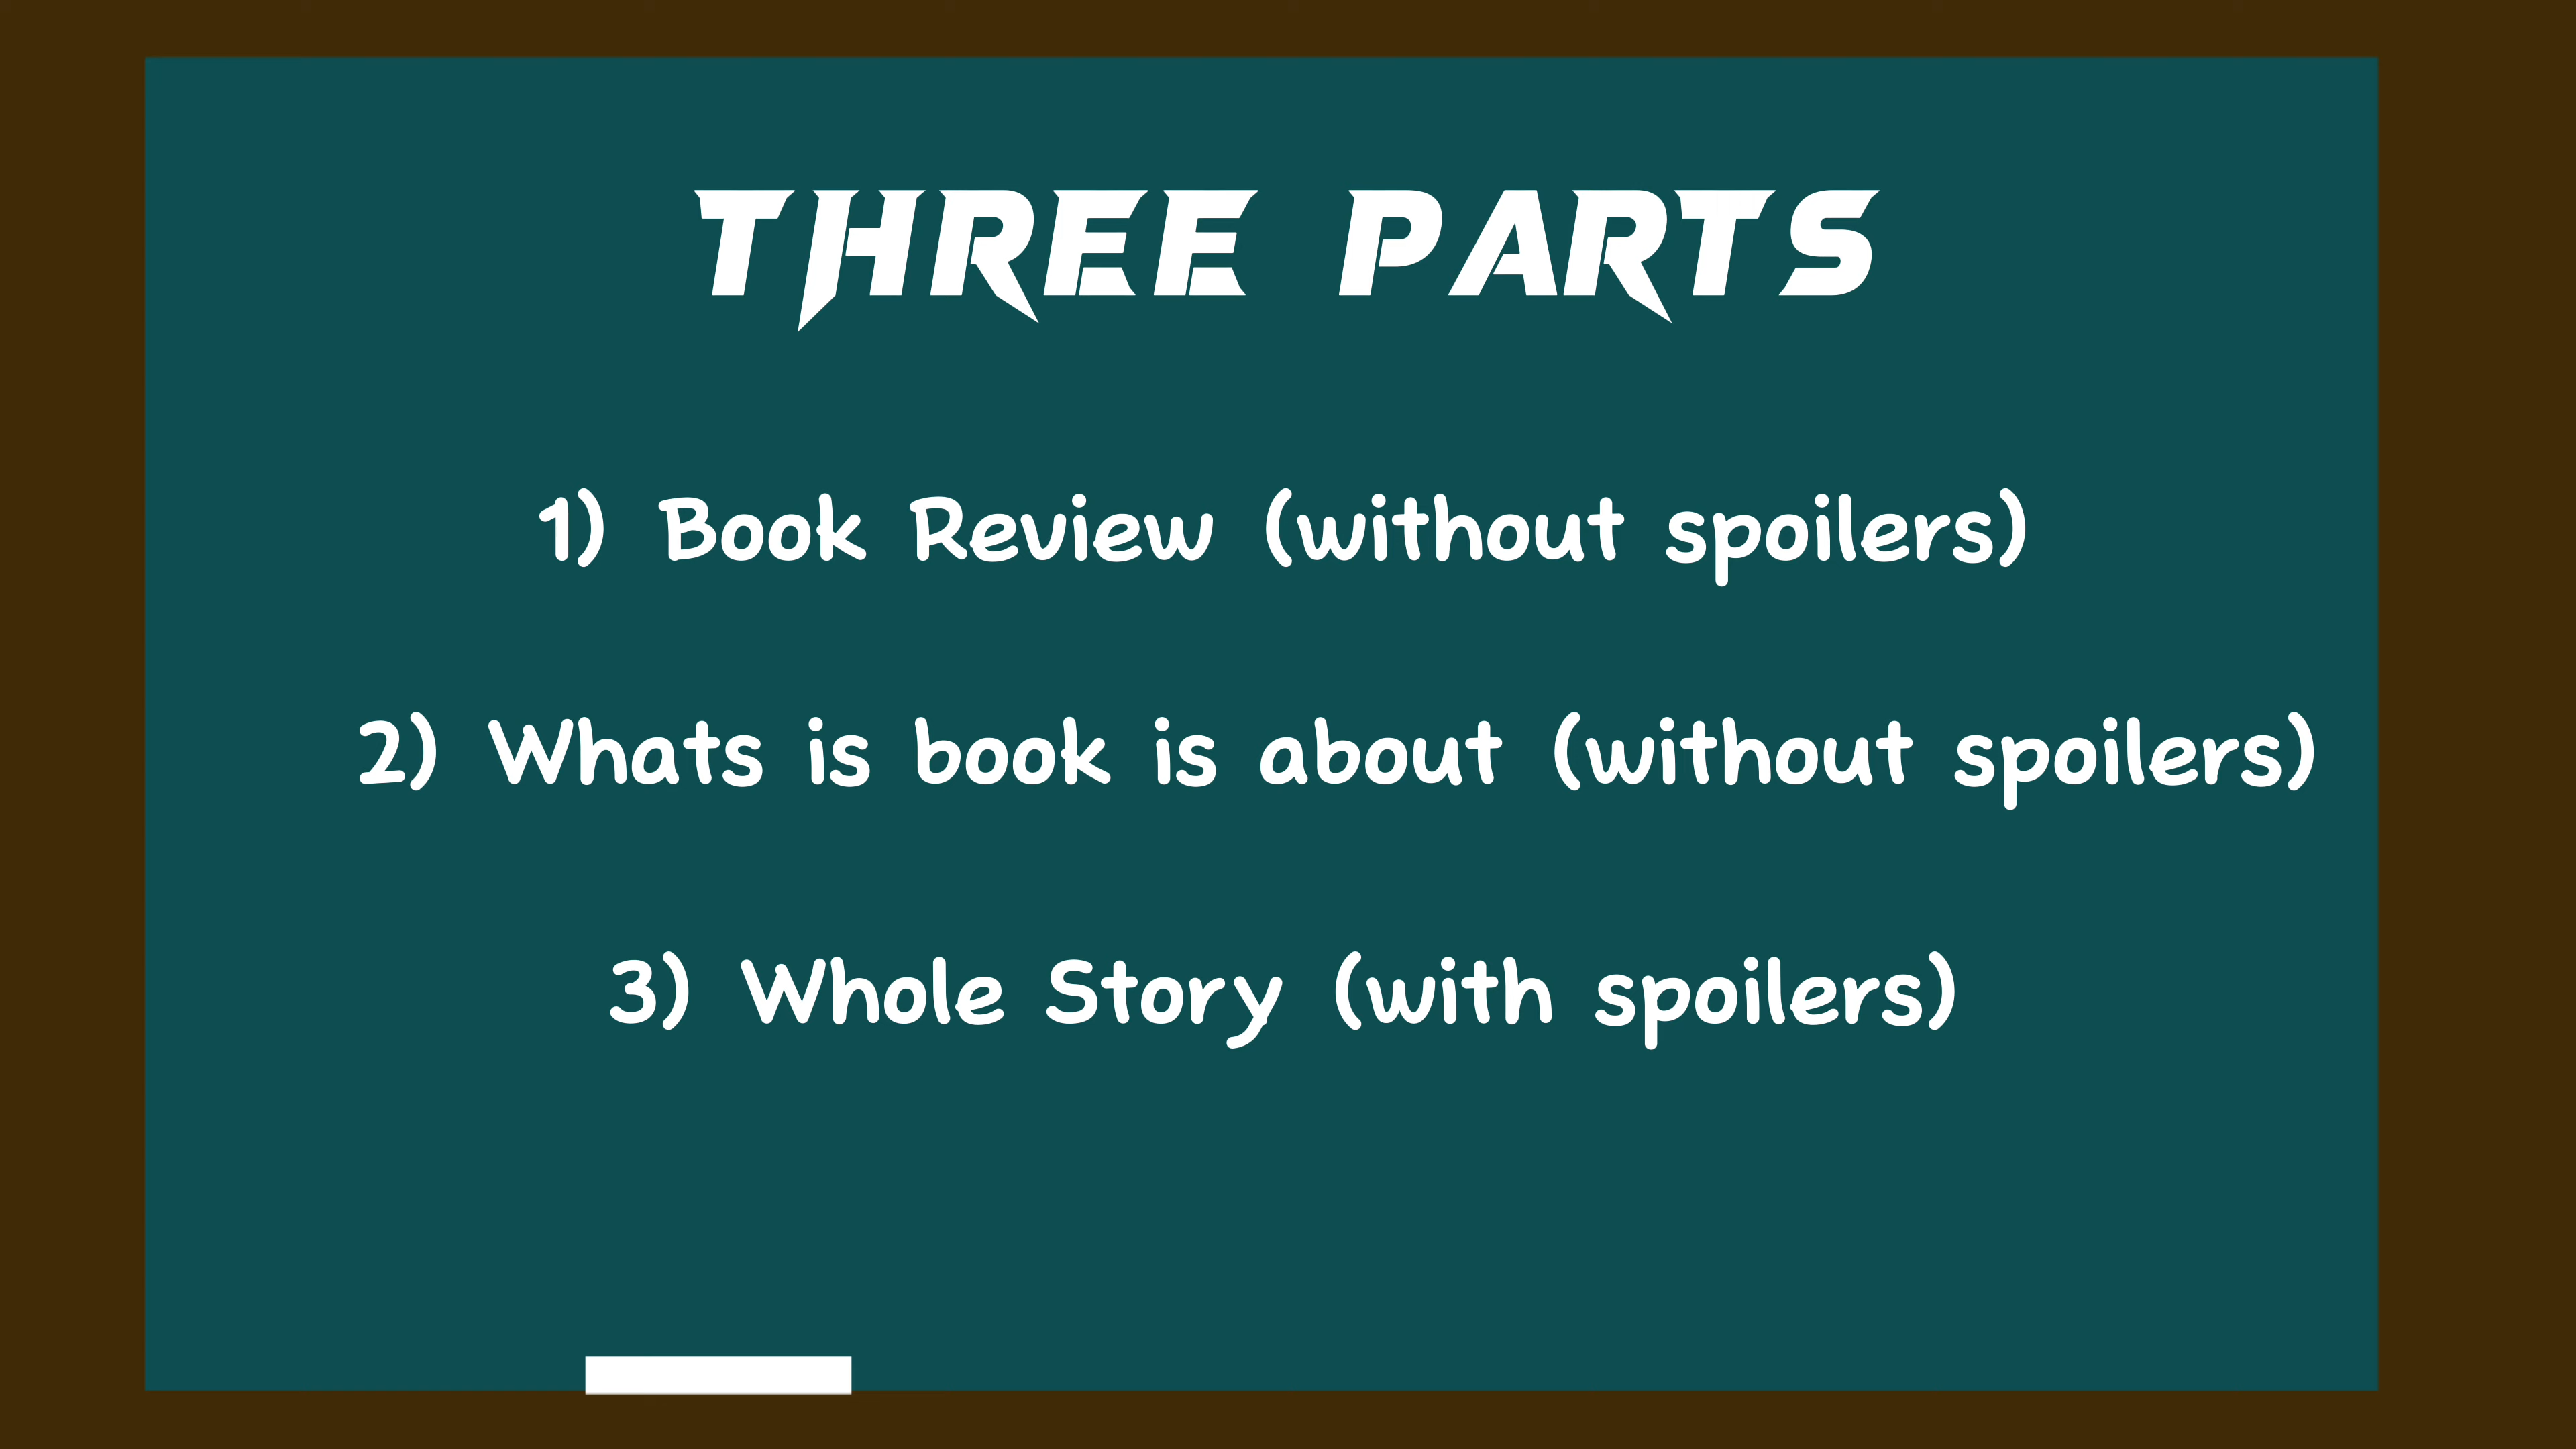 THREE PARTS
1) Book Review (without spoilers)
2) Whats is book is about (without spoilers)
3) Whole Story (with spoilers)